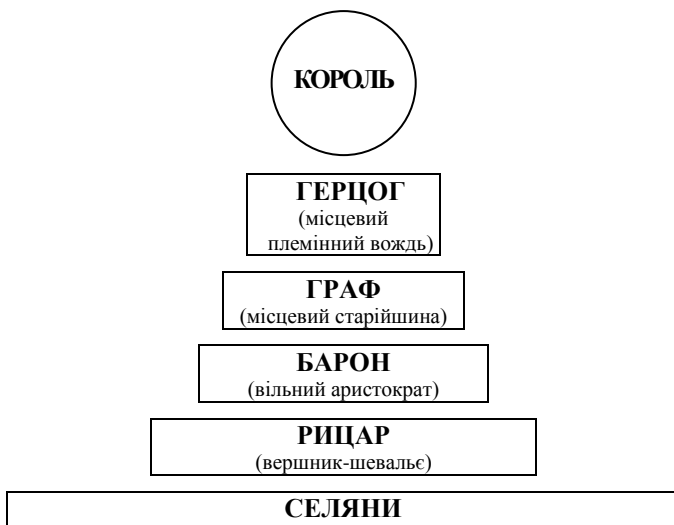 КОРОЛЬ
ГЕРЦОГ
(місцевий
племінний вождь)
ГРАФ
(місцевий старійшина)
БАРОН
(вільний аристократ)
РИЦАР
(вершник-шевальє)
СЕЛЯНИ